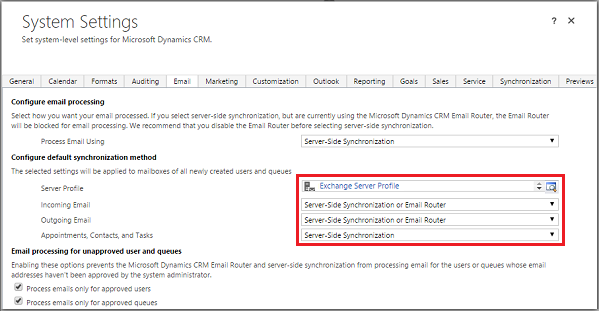 System Settings
? ✕
Set system-level settings for Microsoft Dynamics CRM.
General Calendar Formats Auditing Email Marketing Customization Outlook Reporting Goals Sales Service Synchronization Previews
Configure email processing
Select how you want your email processed. If you select server-side synchronization, but are currently using the Microsoft Dynamics CRM Email Router, the Email Router
will be blocked for email processing. We recommend that you disable the Email Router before selecting server-side synchronization.
Process Email Using Server-Side Synchronization
Configure default synchronization method
The selected settings will be applied to mailboxes of all newly created users and queues
Server Profile Exchange Server Profile
Incoming Email Server-Side Synchronization or Email Router
Outgoing Email Server-Side Synchronization or Email Router
Appointments, Contacts, and Tasks Server-Side Synchronization
Email processing for unapproved user and queues
Enabling these options prevents the Microsoft Dynamics CRM Email Router and server-side synchronization from processing email for the users or queues whose email
addresses haven't been approved by the system administrator.
Process emails only for approved users
Process emails only for approved queues